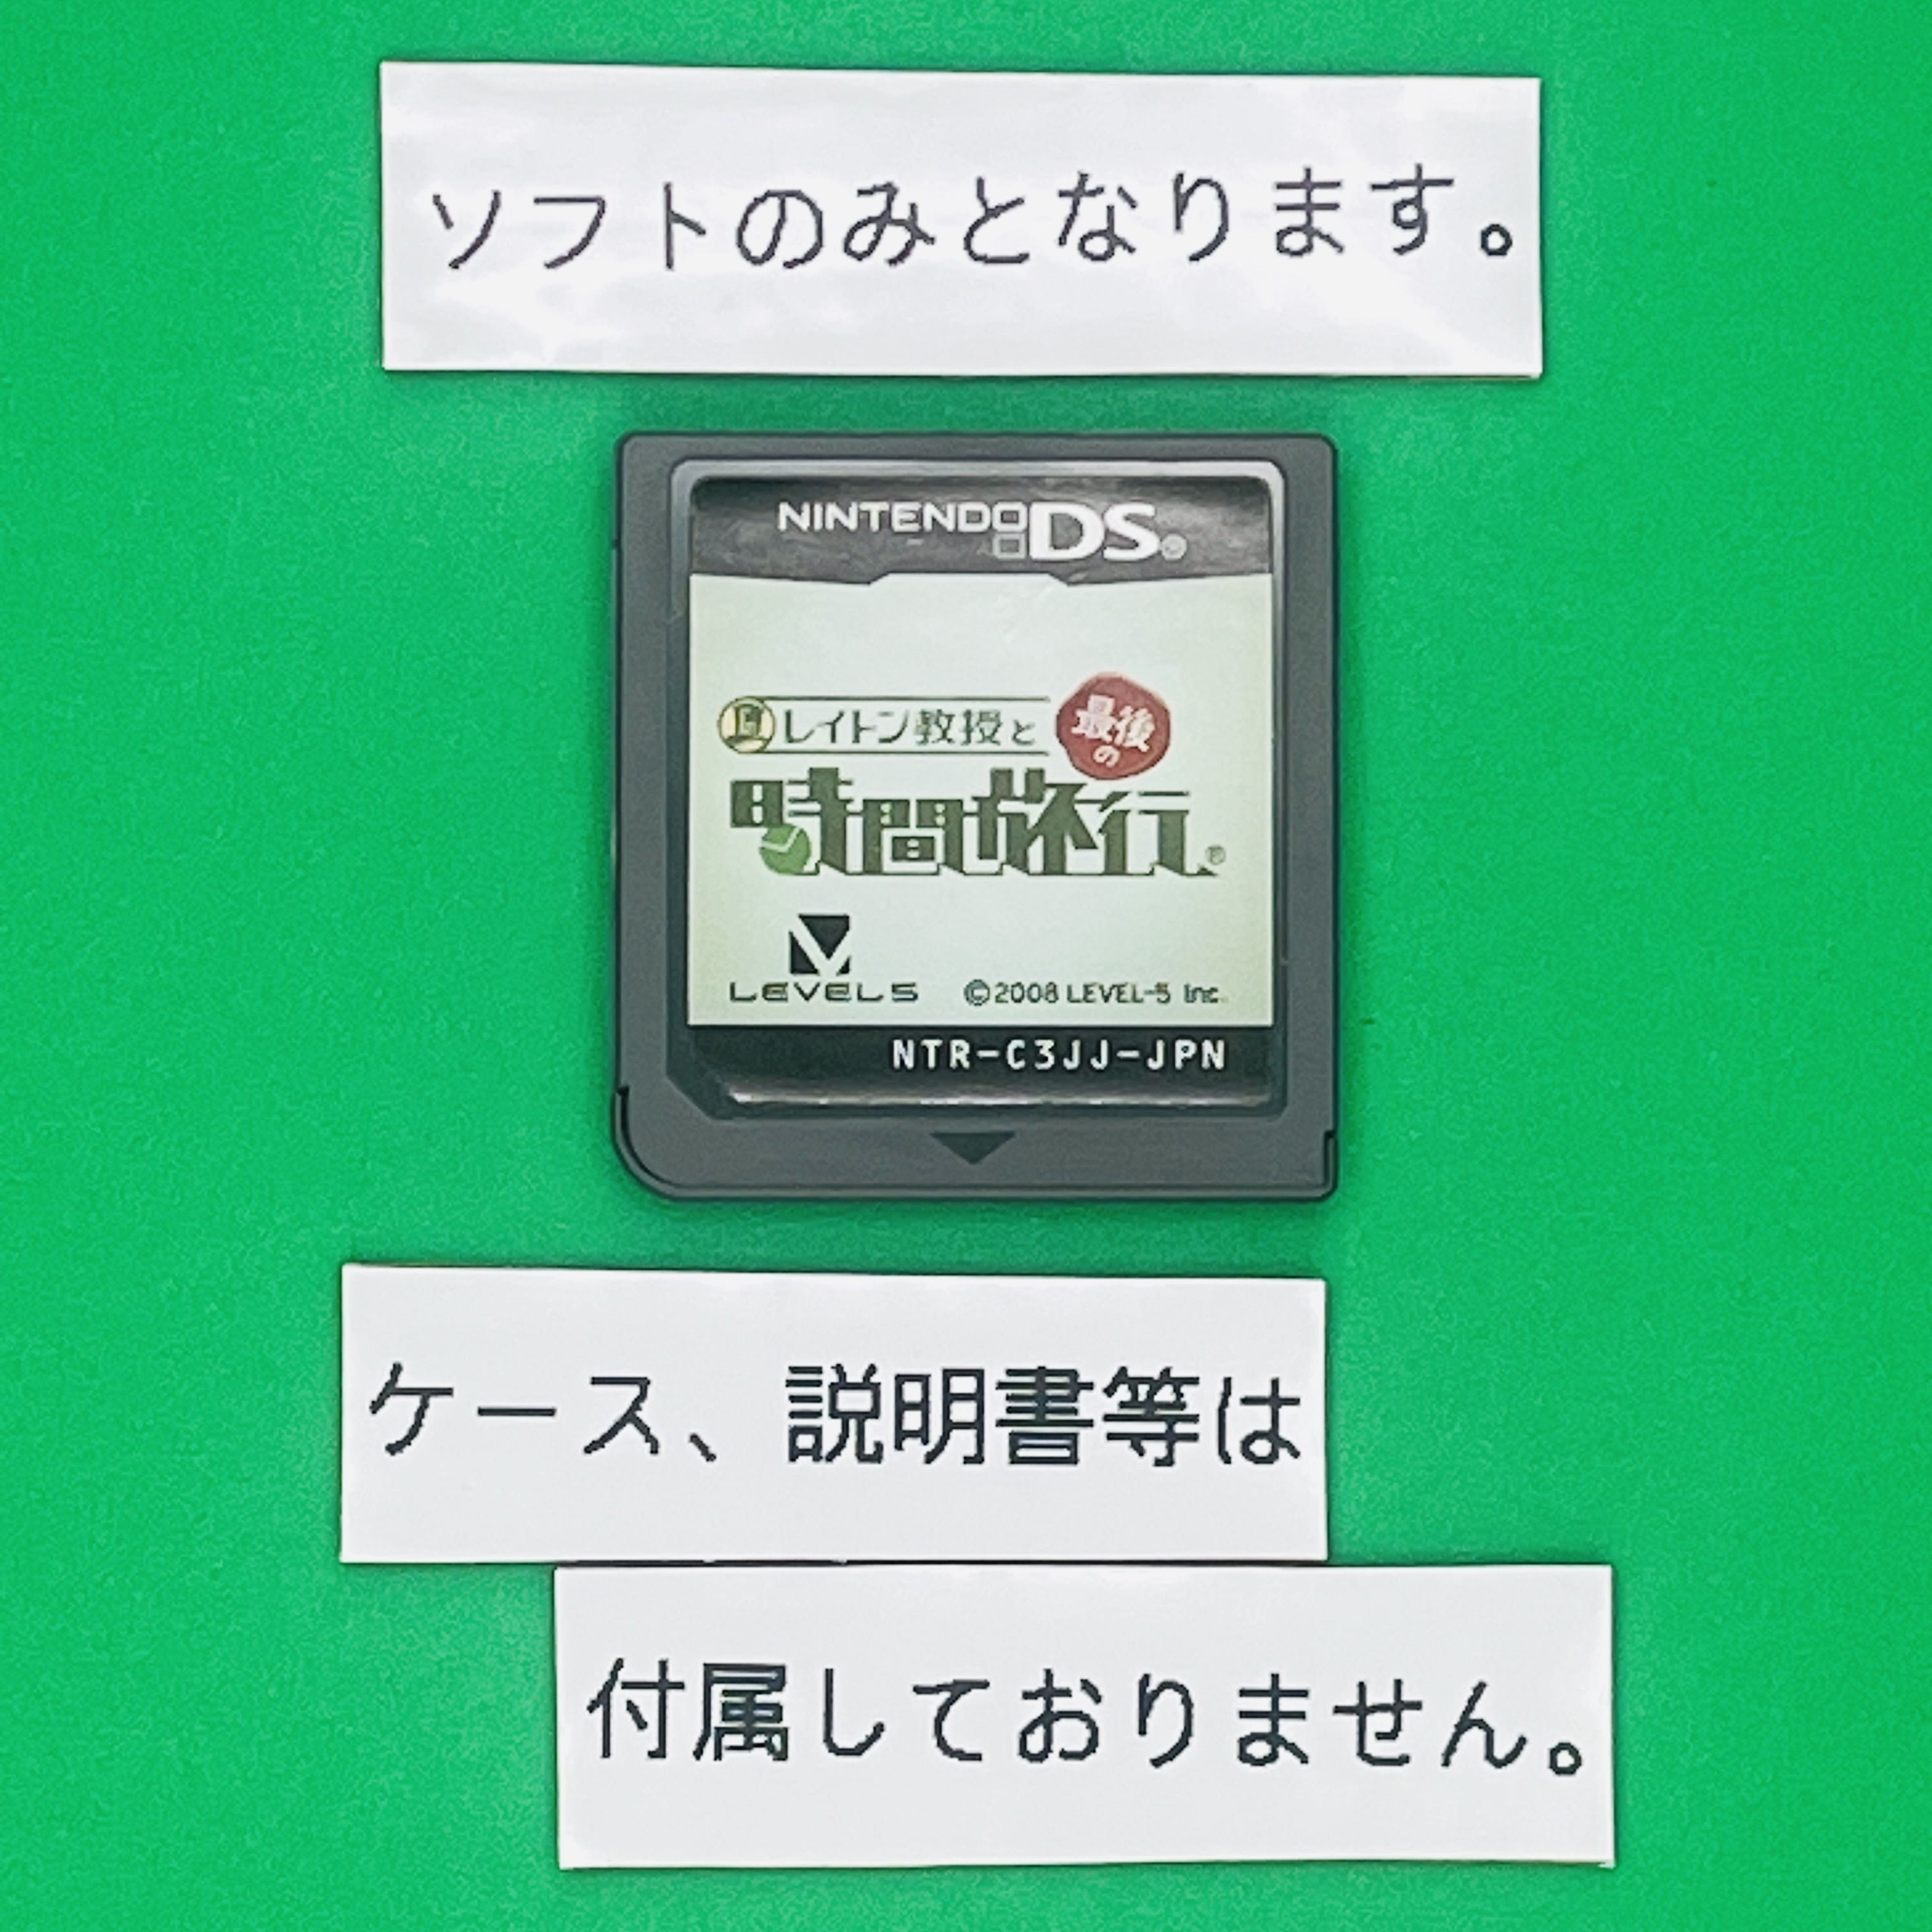 ソフトのみとなります。
NINTENDO DS®
レイトン教授と
最後の
時間旅行®
LEVEL5
©2008 LEVEL-5 Inc.
NTR-C3JJ-JPN
ケース、説明書等は
付属しておりません。